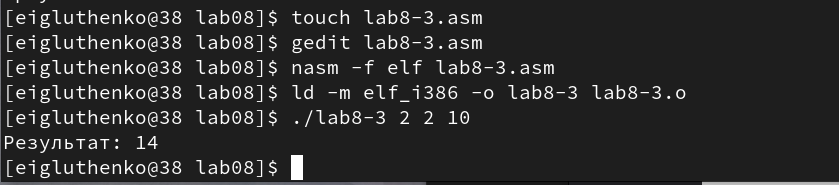 [eigluthenko@38 lab08]$ touch lab8-3.asm
[eigluthenko@38 lab08]$ gedit lab8-3.asm
[eigluthenko@38 lab08]$ nasm -f elf lab8-3.asm
[eigluthenko@38 lab08]$ ld -m elf_i386 -o lab8-3 lab8-3.o
[eigluthenko@38 lab08]$ ./lab8-3 2 2 10
Результат: 14
[eigluthenko@38 lab08]$